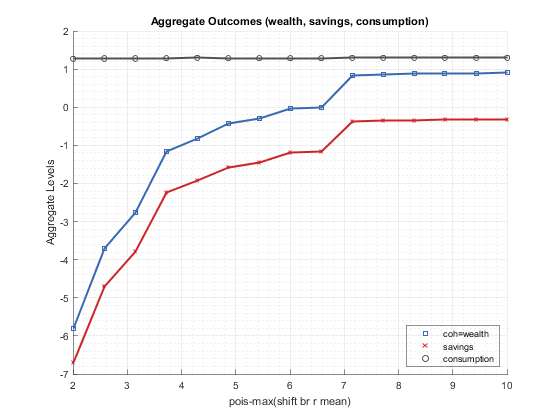 Aggregate Outcomes (wealth, savings, consumption)
2
1
0
-1
-2
-3
-4
-5
-6
-7
Aggregate Levels
2 3 4 5 6 7 8 9 10
pois-max(shift br r mean)
coh=wealth
savings
consumption